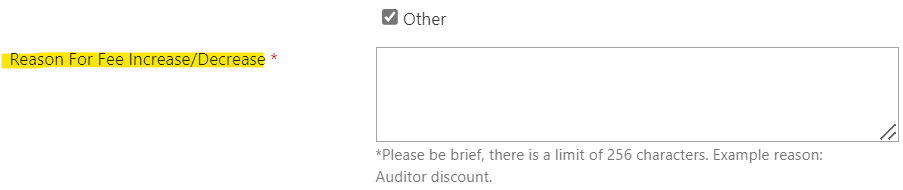 Other
Reason For Fee Increase/Decrease *
*Please be brief, there is a limit of 256 characters. Example reason:
Auditor discount.